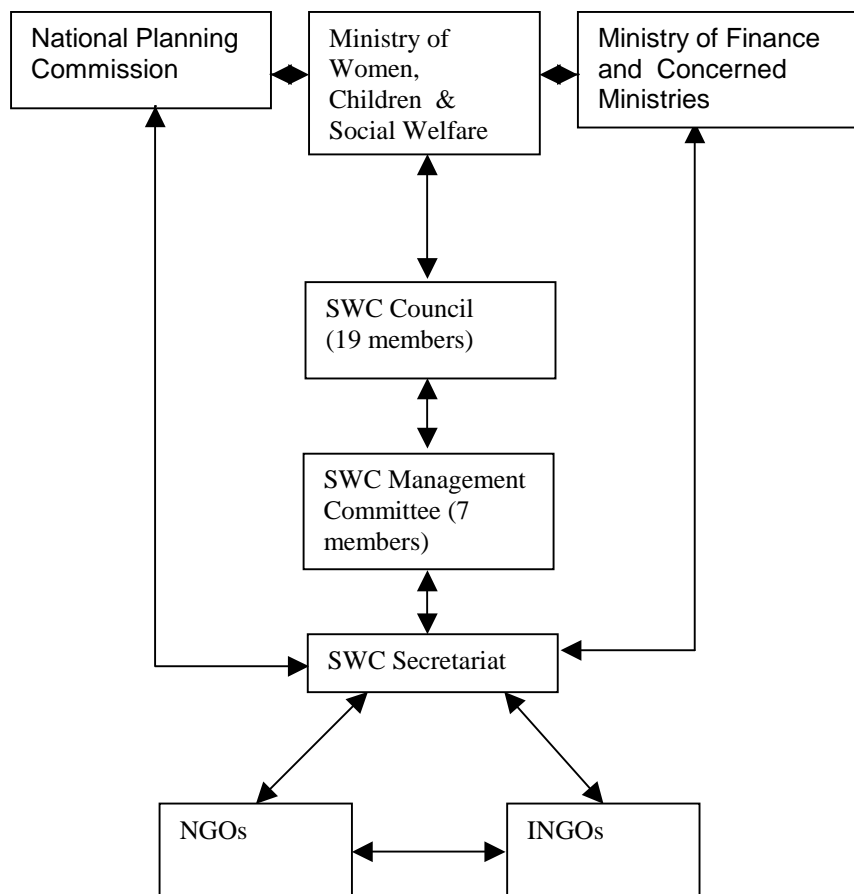 National Planning
Commission
Ministry of
Women,
Children &
Social Welfare
Ministry of Finance
and Concerned
Ministries
SWC Council
(19 members)
SWC Management
Committee (7
members)
SWC Secretariat
NGOs
INGOs